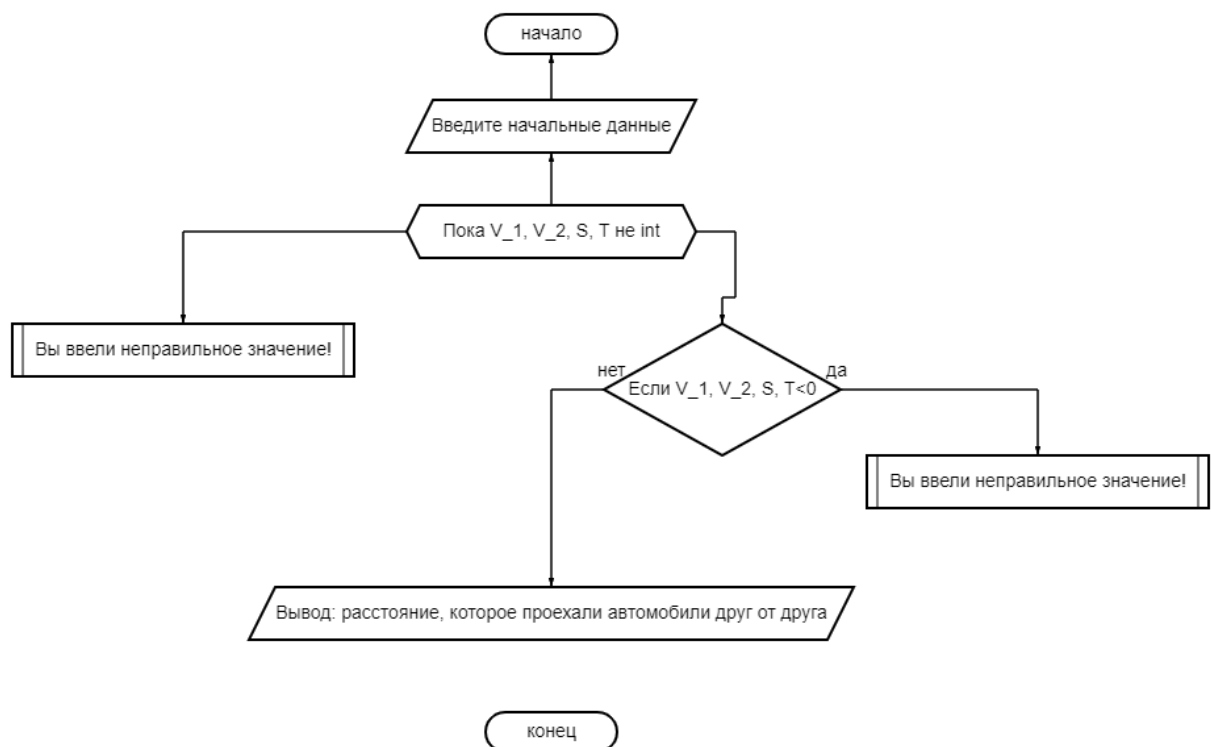 начало
Введите начальные данные
Пока V_1, V_2, S, T не int
Вы ввели неправильное значение!
нет
да
Если V_1, V_2, S, T<0
Вы ввели неправильное значение!
Вывод: расстояние, которое проехали автомобили друг от друга
конец